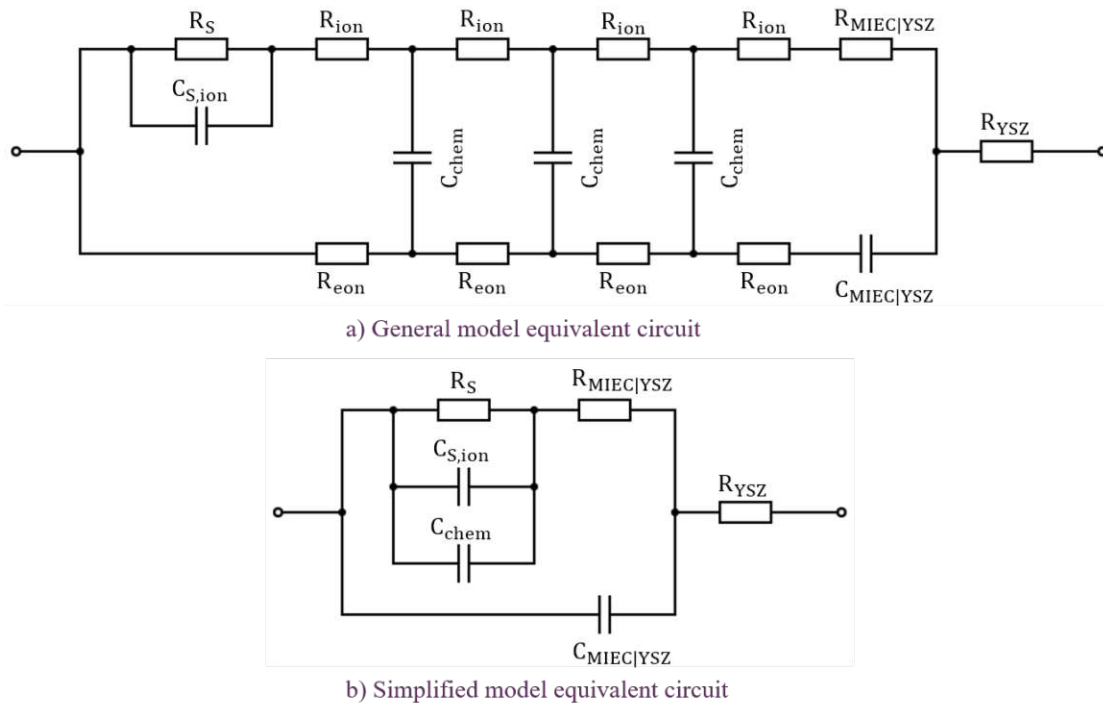 R_S R_ion R_ion R_ion R_ion R_MIEC|YSZ
C_S,ion
R_YSZ
C_chem C_chem C_chem
R_eon R_eon R_eon R_eon C_MIEC|YSZ
a) General model equivalent circuit
R_S R_MIEC|YSZ
C_S,ion
R_YSZ
C_chem
C_MIEC|YSZ
b) Simplified model equivalent circuit